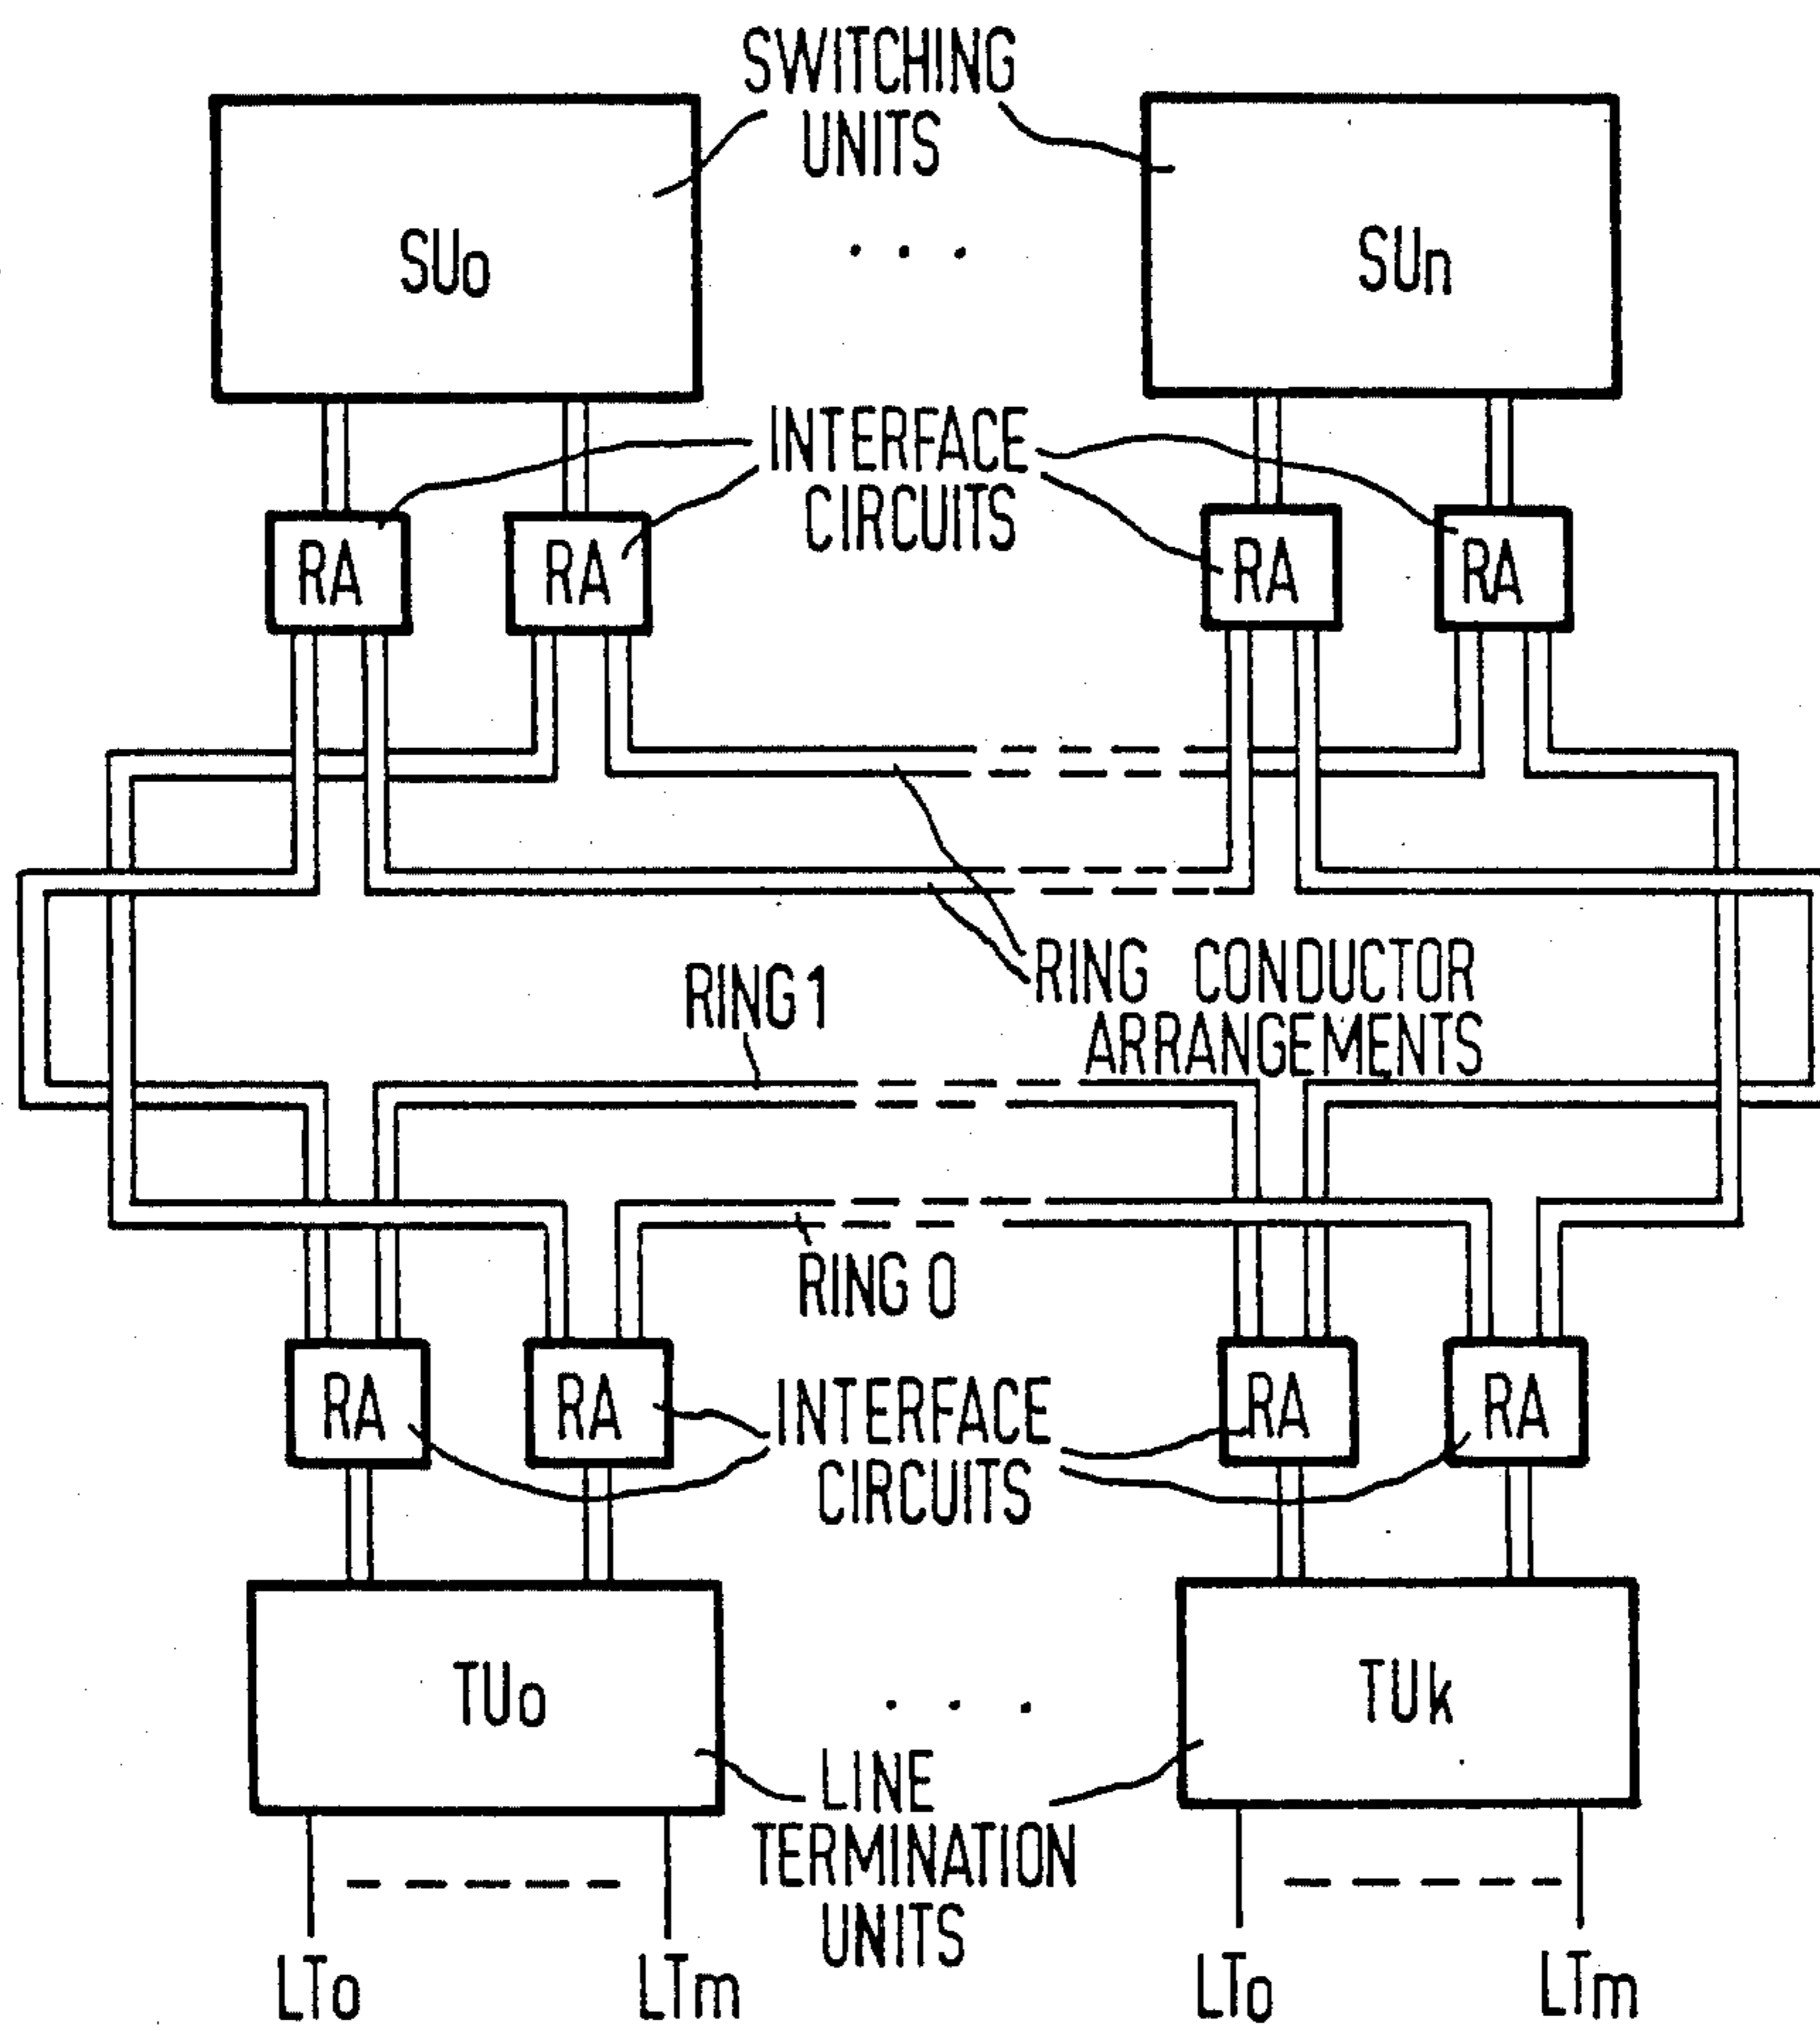 SWITCHING
UNITS
SUo
. . .
SUn
INTERFACE
CIRCUITS
RA
RA
RA
RA
RING CONDUCTOR
ARRANGEMENTS
RING 1
RING 0
RA
RA
INTERFACE
CIRCUITS
RA
RA
TUo
. . .
TUk
LINE
TERMINATION
UNITS
LTo
LTm
LTo
LTm